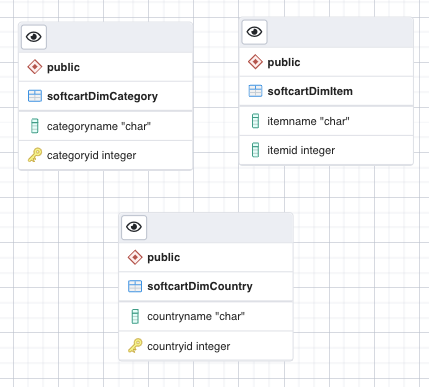 public
softcartDimCategory
categoryname "char"
categoryid integer
public
softcartDimItem
itemname "char"
itemid integer
public
softcartDimCountry
countryname "char"
countryid integer